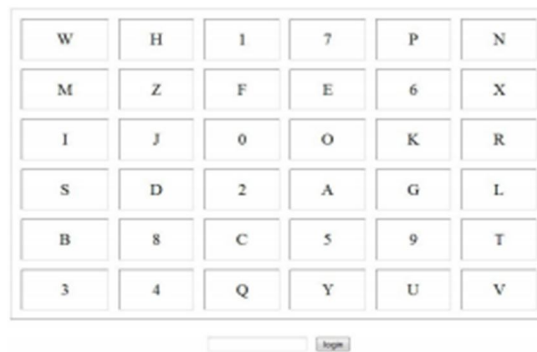 W H 1 7 P N
M Z F E 6 X
I J 0 O K R
S D 2 A G L
B 8 C 5 9 T
3 4 Q Y U V
login